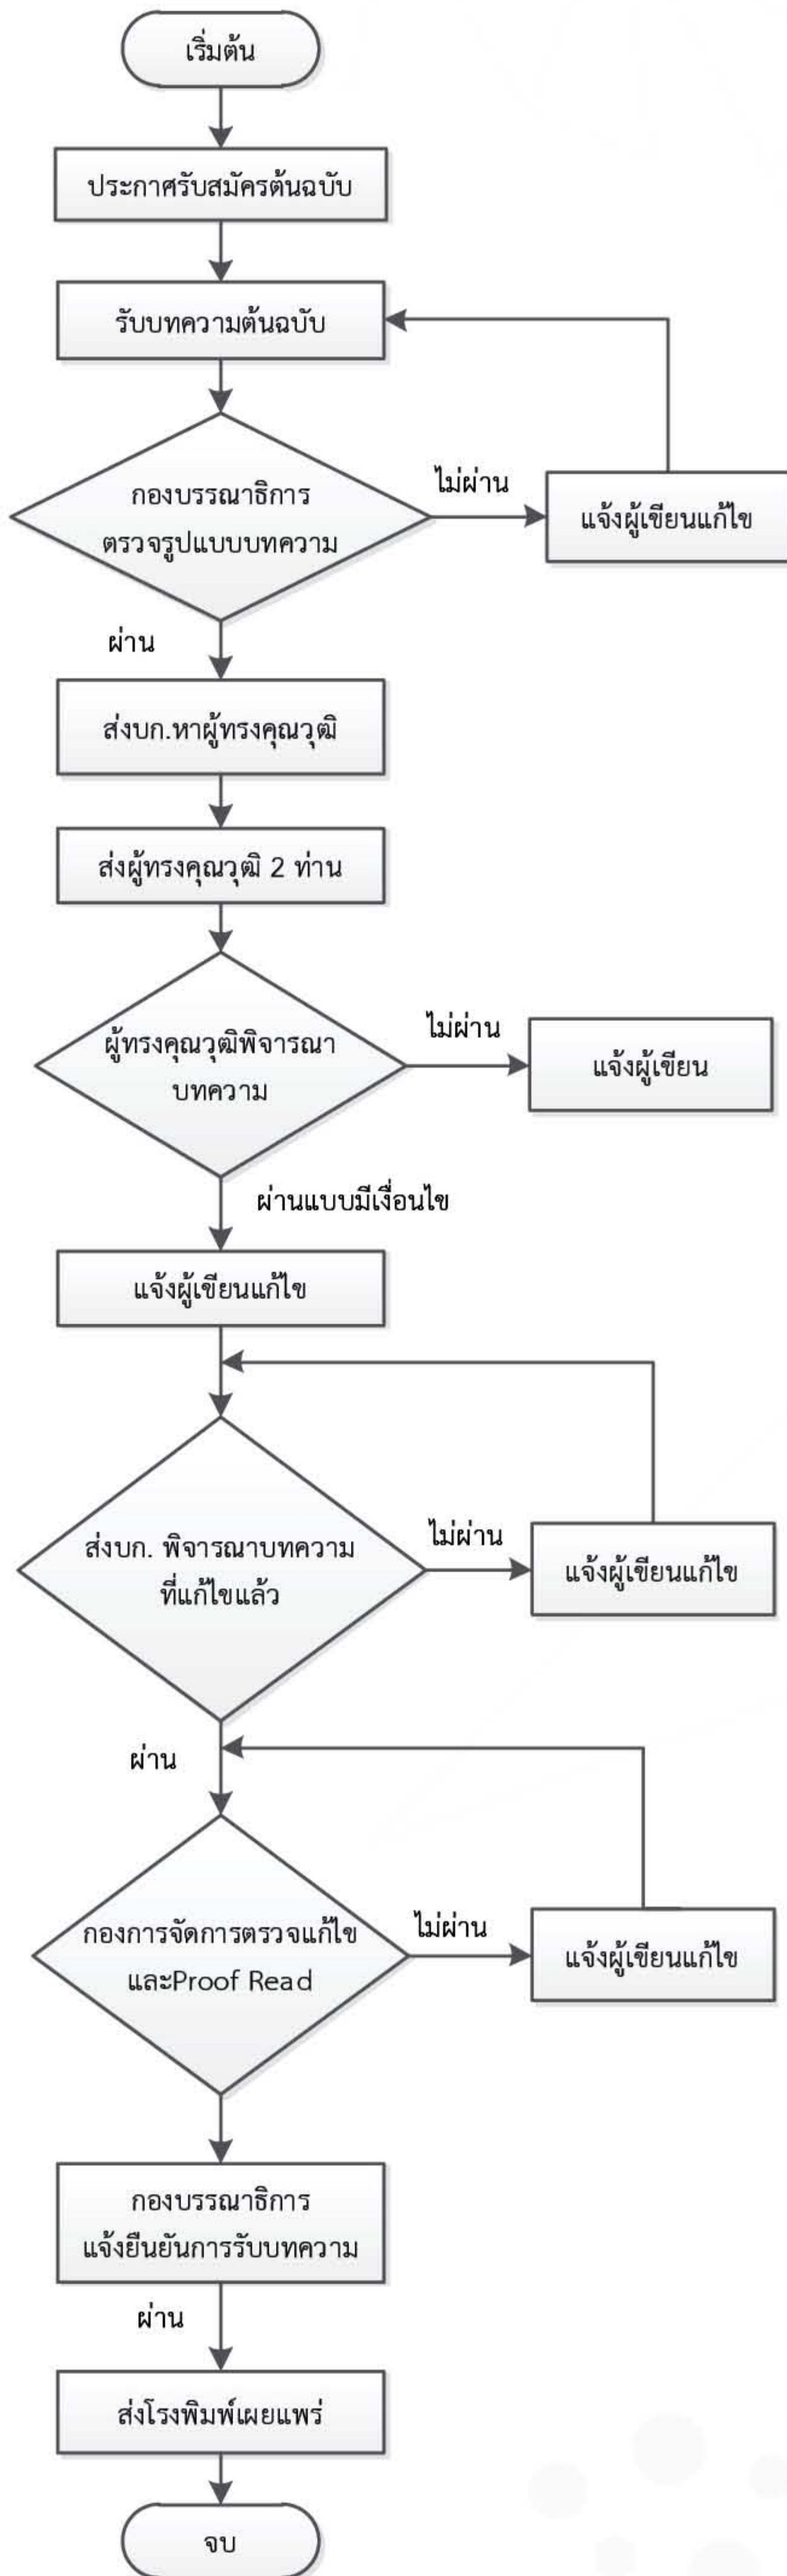 เริ่มต้น
ประกาศรับสมัครต้นฉบับ
รับบทความต้นฉบับ
กองบรรณาธิการ
ตรวจรูปแบบบทความ
ไม่ผ่าน
แจ้งผู้เขียนแก้ไข
ผ่าน
ส่งบก.หาผู้ทรงคุณวุฒิ
ส่งผู้ทรงคุณวุฒิ 2 ท่าน
ผู้ทรงคุณวุฒิพิจารณา
บทความ
ไม่ผ่าน
แจ้งผู้เขียน
ผ่านแบบมีเงื่อนไข
แจ้งผู้เขียนแก้ไข
ส่งบก. พิจารณาบทความ
ที่แก้ไขแล้ว
ไม่ผ่าน
แจ้งผู้เขียนแก้ไข
ผ่าน
กองการจัดการตรวจแก้ไข
และProof Read
ไม่ผ่าน
แจ้งผู้เขียนแก้ไข
กองบรรณาธิการ
แจ้งยืนยันการรับบทความ
ผ่าน
ส่งโรงพิมพ์เผยแพร่
จบ